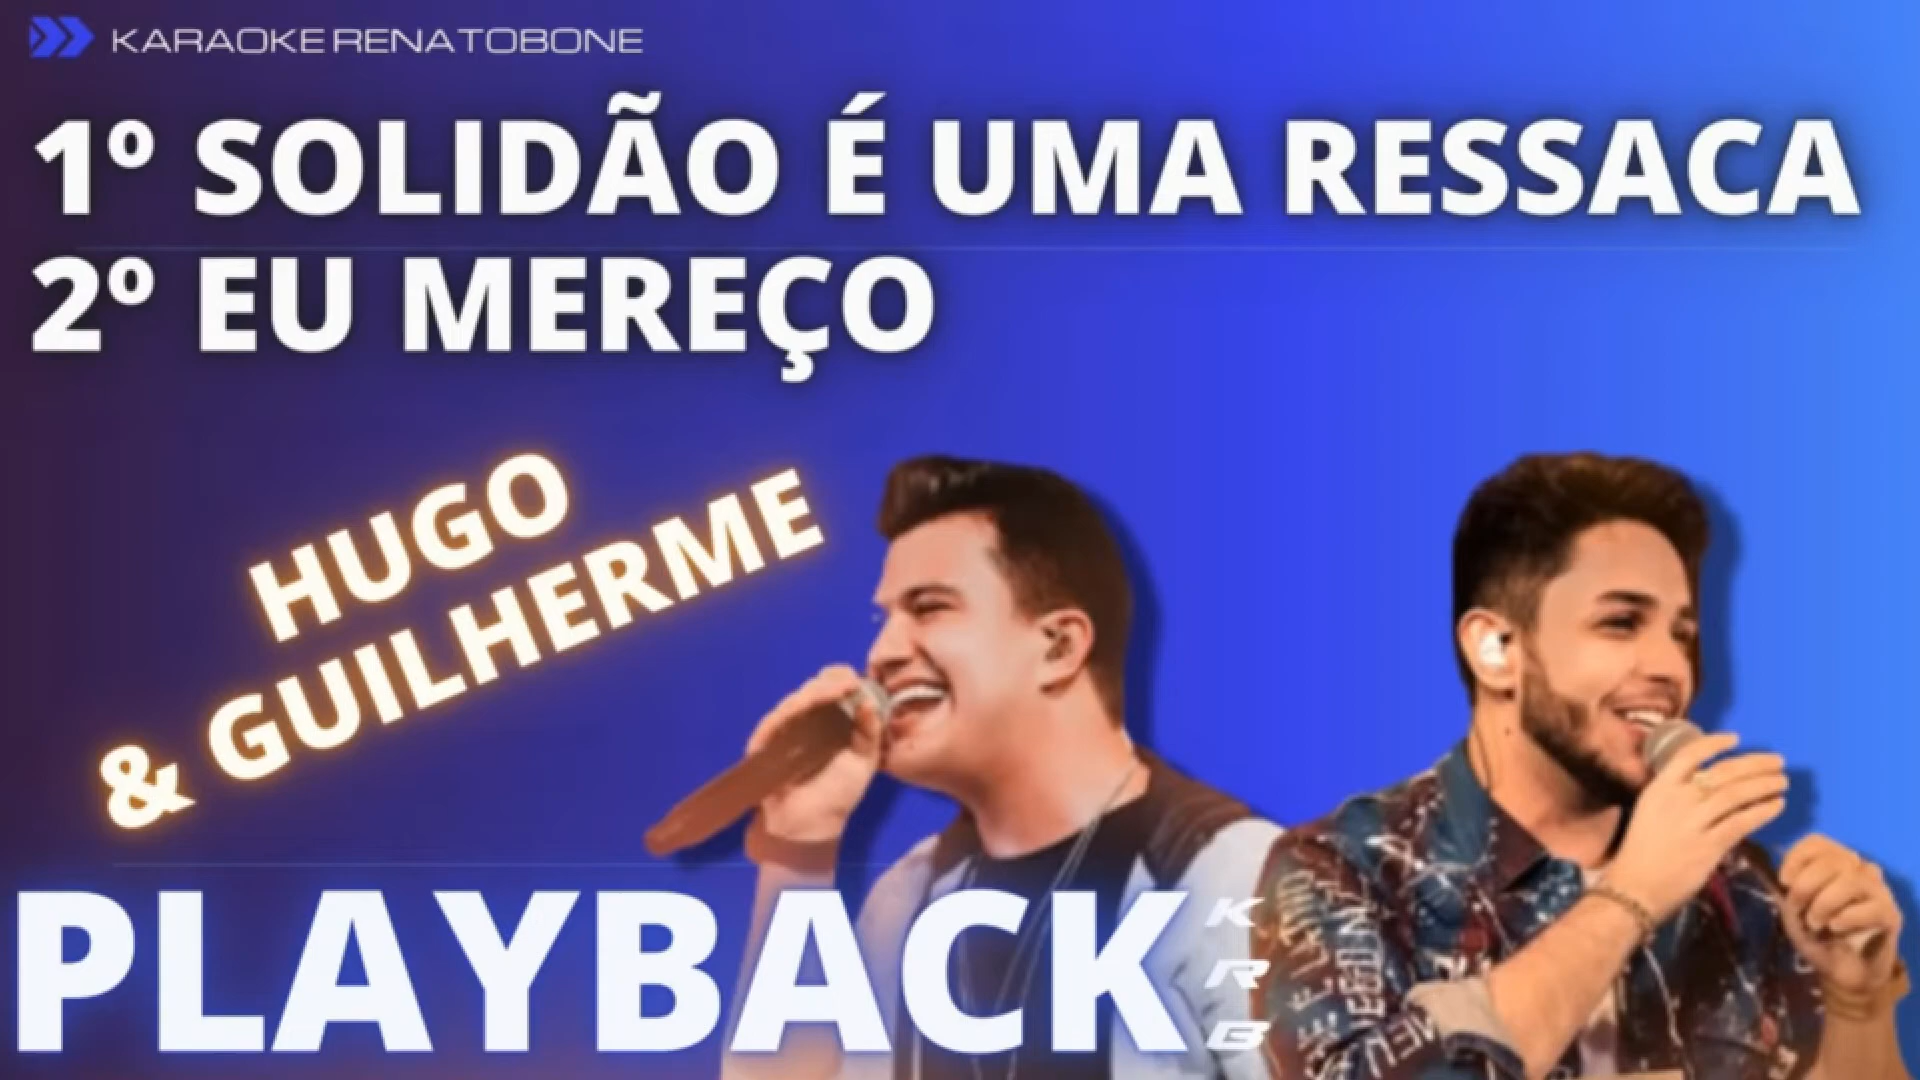 KARAOKE RENATOBONE
1º SOLIDÃO É UMA RESSACA
2º EU MEREÇO
HUGO
& GUILHERME
PLAYBACK
K
R
B